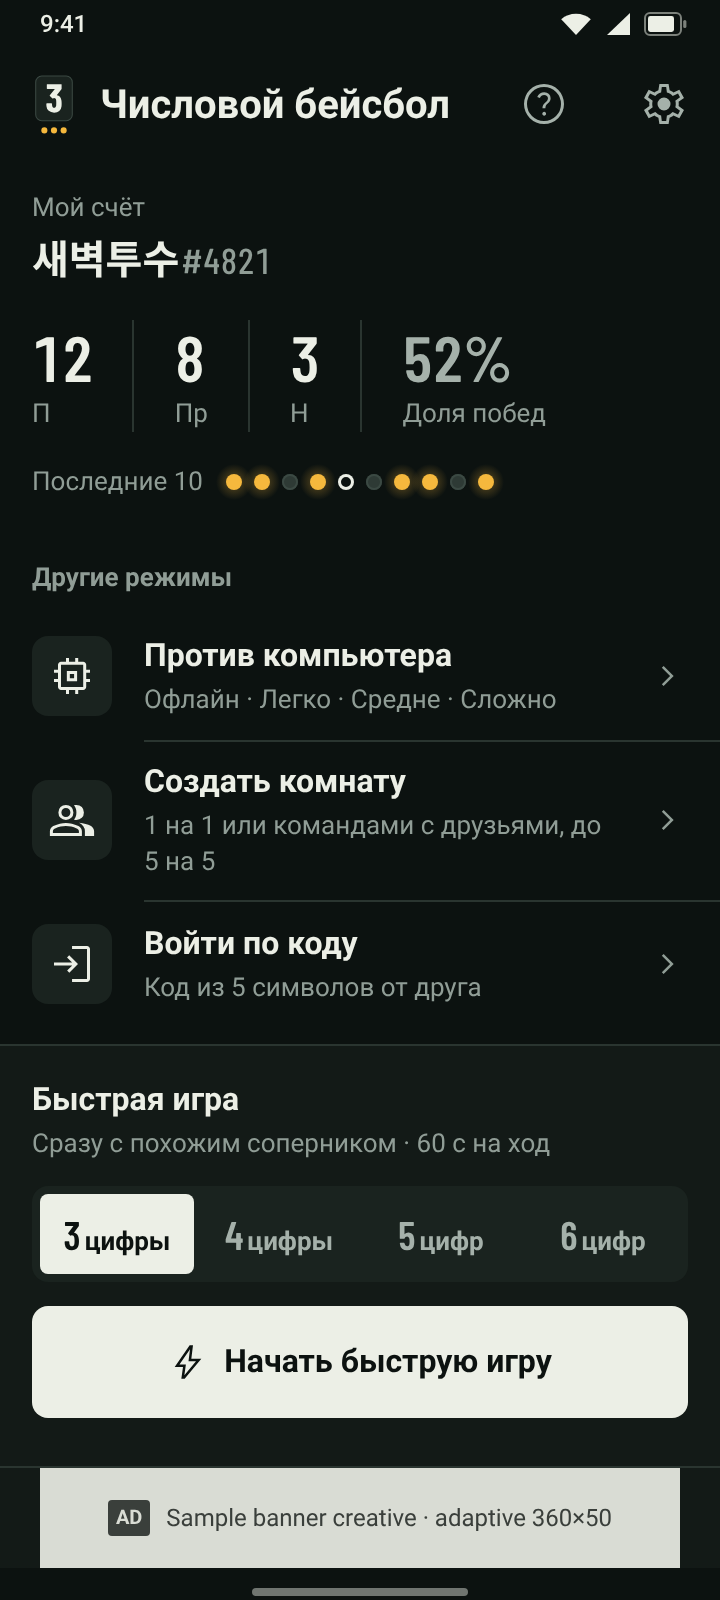 9:41
3 Числовой бейсбол
Мой счёт
새벽투수#4821
12 8 3 52%
П Пр Н Доля побед
Последние 10
Другие режимы
Против компьютера
Офлайн · Легко · Средне · Сложно
Создать комнату
1 на 1 или командами с друзьями, до
5 на 5
Войти по коду
Код из 5 символов от друга
Быстрая игра
Сразу с похожим соперником · 60 с на ход
3 цифры 4 цифры 5 цифр 6 цифр
Начать быструю игру
AD Sample banner creative · adaptive 360×50